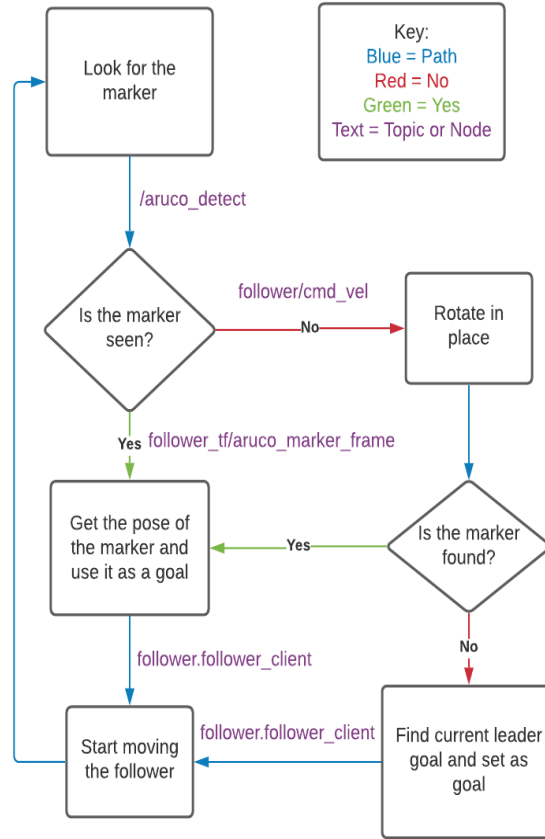 Look for the
marker
Key:
Blue = Path
Red = No
Green = Yes
Text = Topic or Node
/aruco_detect
Is the marker
seen?
follower/cmd_vel
No
Rotate in
place
Yes
follower_tf/aruco_marker_frame
Get the pose of
the marker and
use it as a goal
Yes
Is the marker
found?
No
follower.follower_client
Start moving
the follower
follower.follower_client
Find current leader
goal and set as
goal